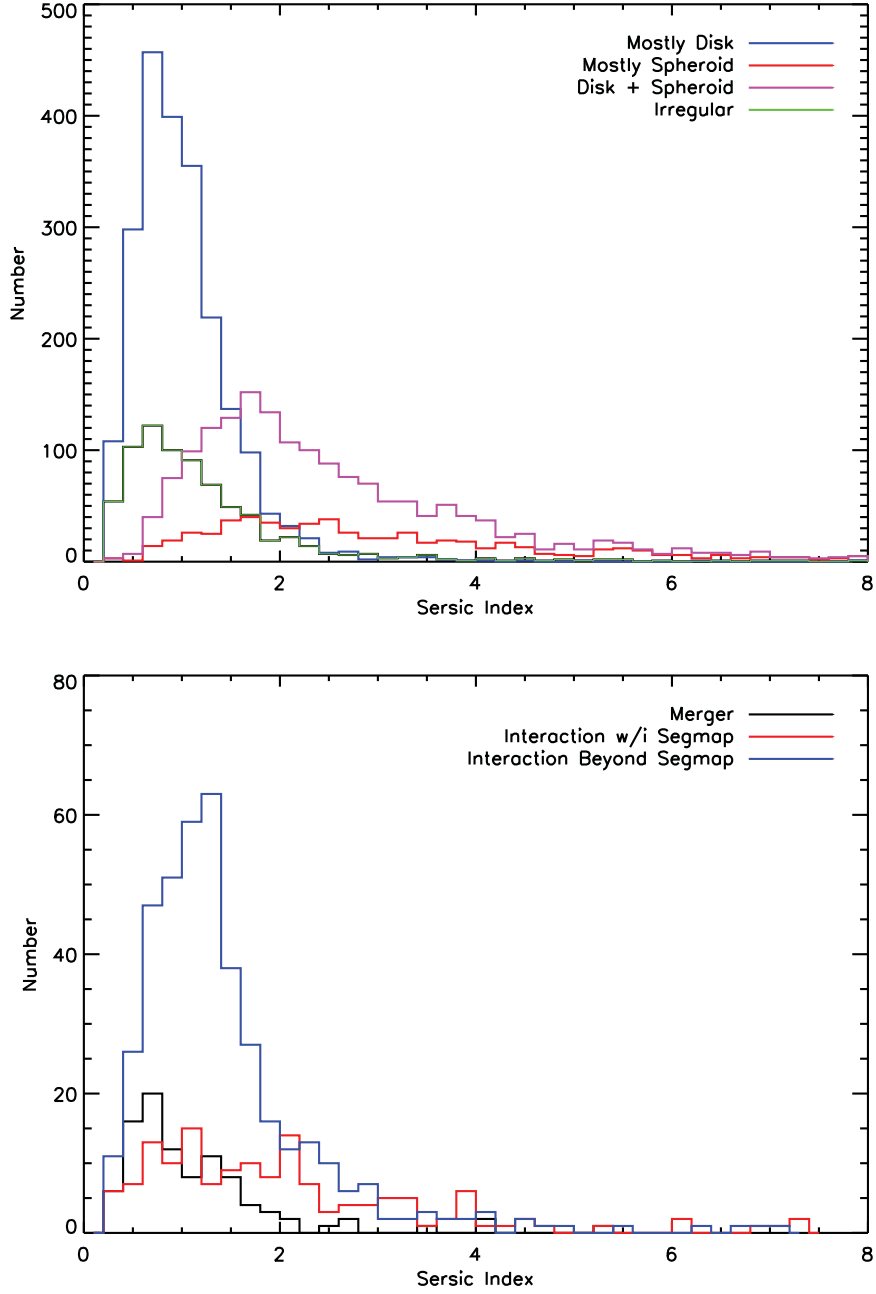 500
400
300
200
100
0
Number
Mostly Disk
Mostly Spheroid
Disk + Spheroid
Irregular
0 2 4 6 8
Sersic Index
80
60
40
20
0
Number
Merger
Interaction w/i Segmap
Interaction Beyond Segmap
0 2 4 6 8
Sersic Index